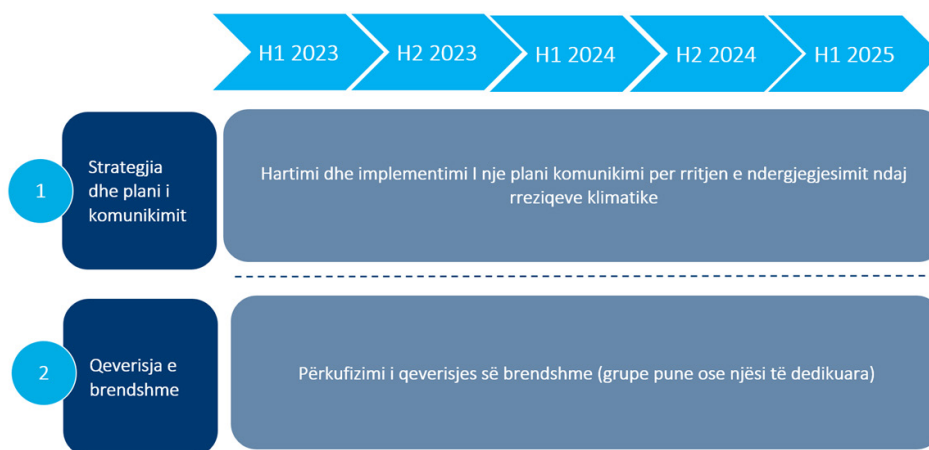 H1 2023
H2 2023
H1 2024
H2 2024
H1 2025
1
Strategjia
dhe plani i
komunikimit
Hartimi dhe implementimi I nje plani komunikimi per rritjen e ndergjegjesimit ndaj
rreziqeve klimatike
2
Qeverisja e
brendshme
Përkufizimi i qeverisjes së brendshme (grupe pune ose njësi të dedikuara)